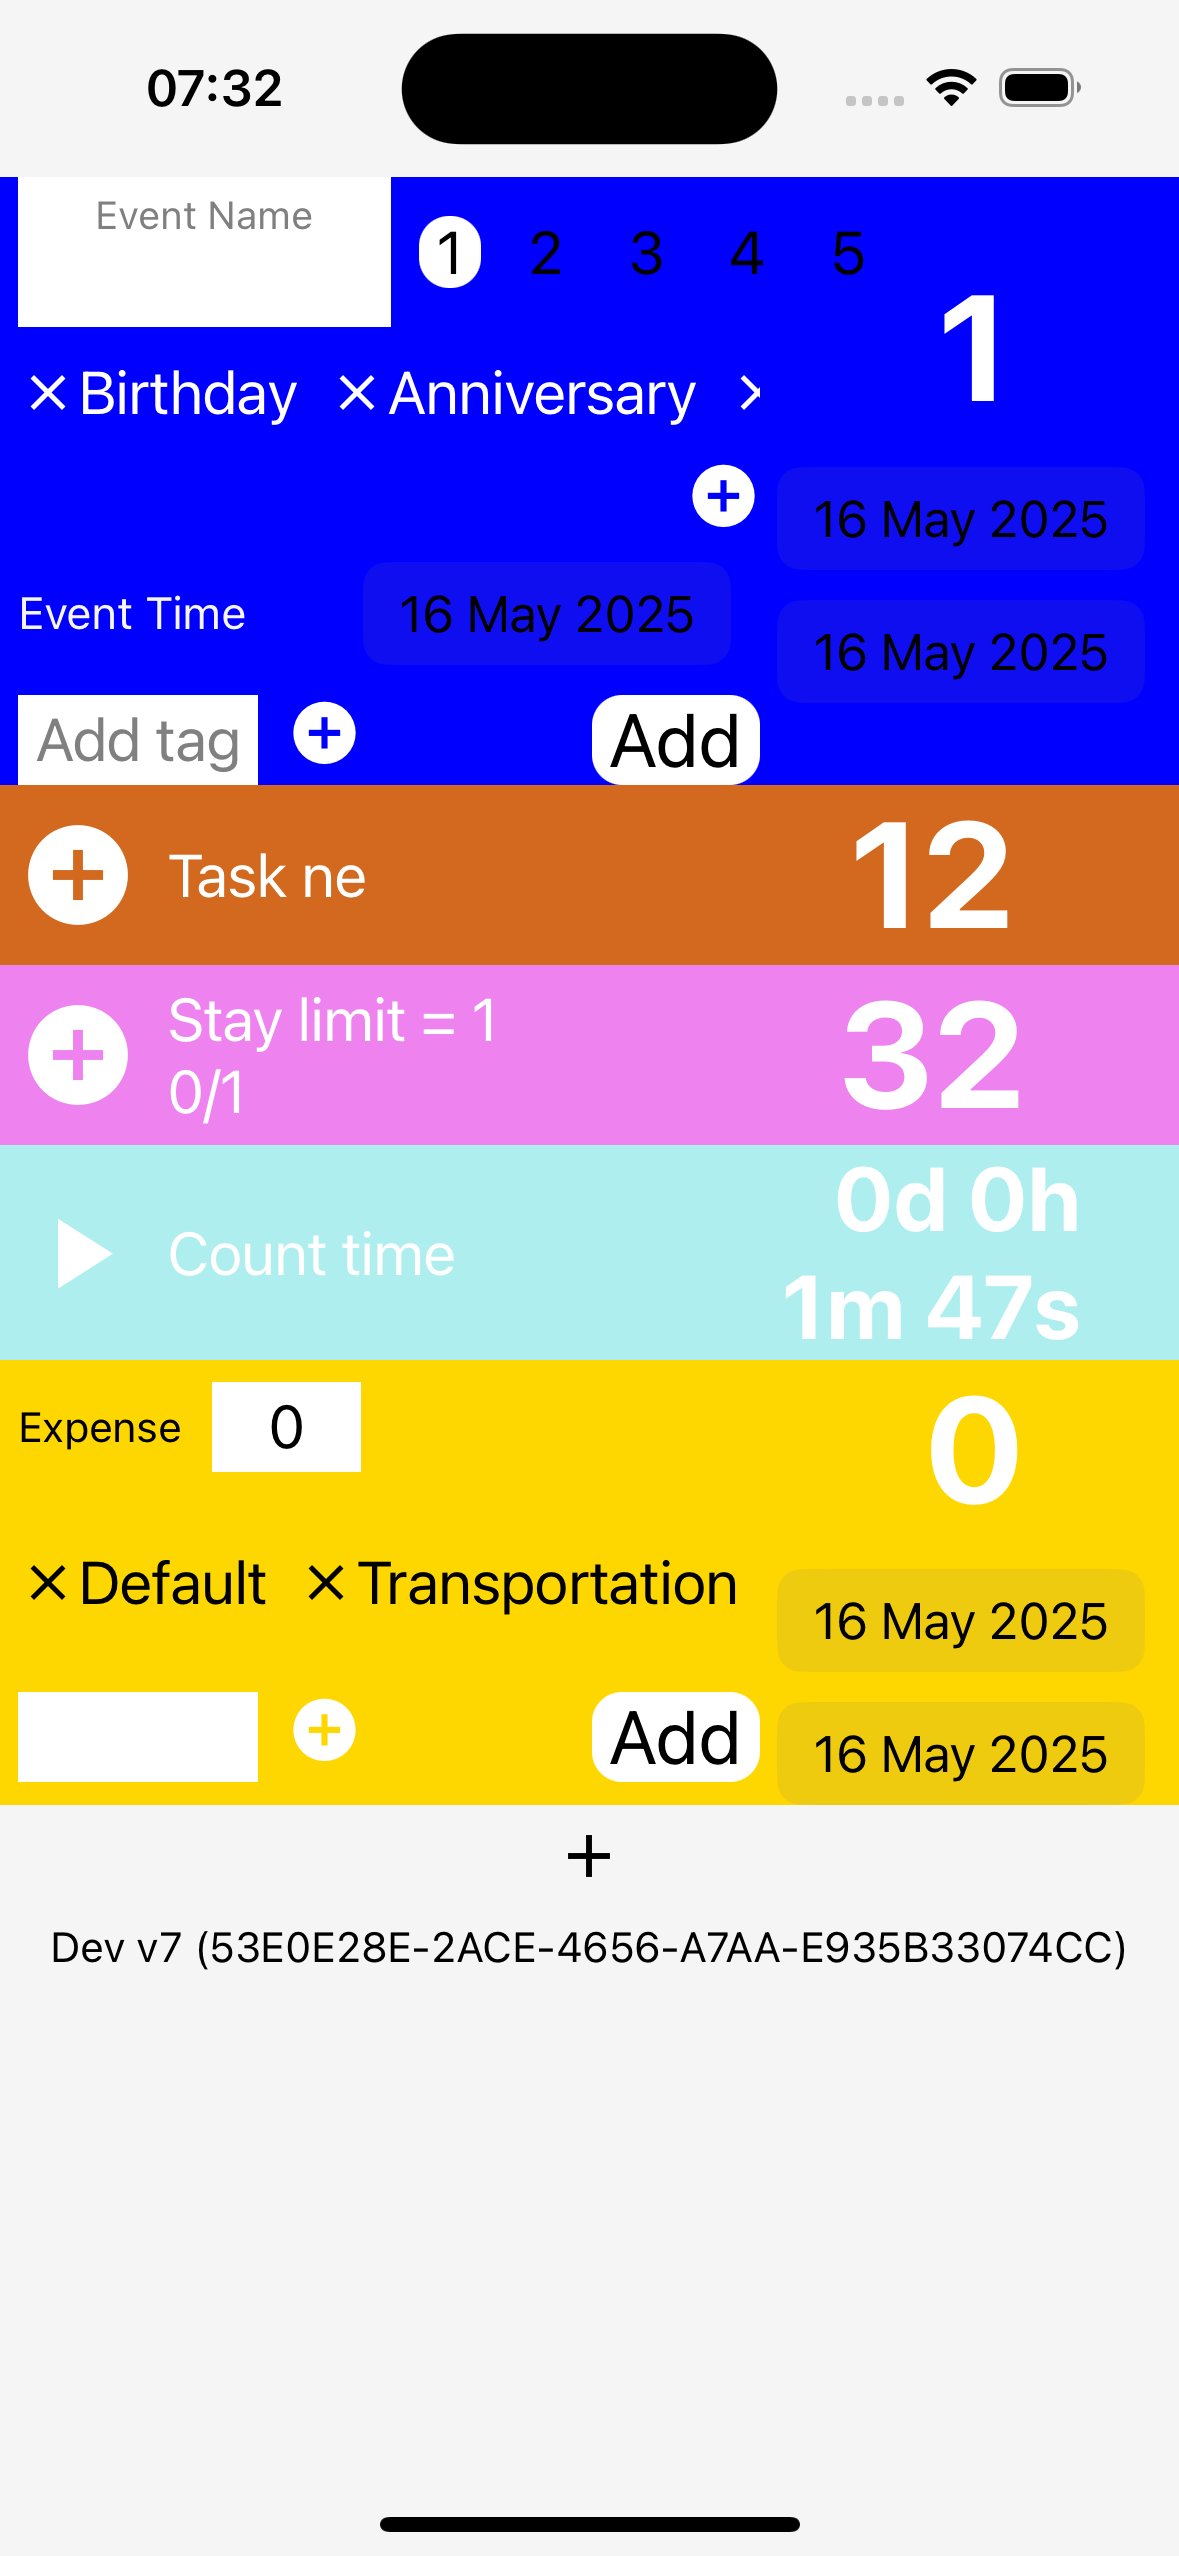 07:32
Event Name
1 2 3 4 5
1
Birthday Anniversary
16 May 2025
Event Time 16 May 2025
16 May 2025
Add tag Add
Task ne 12
Stay limit = 1
0/1
32
Count time
0d 0h
1m 47s
Expense 0
0
Default Transportation
16 May 2025
Add
16 May 2025
Dev v7 (53E0E28E-2ACE-4656-A7AA-E935B33074CC)